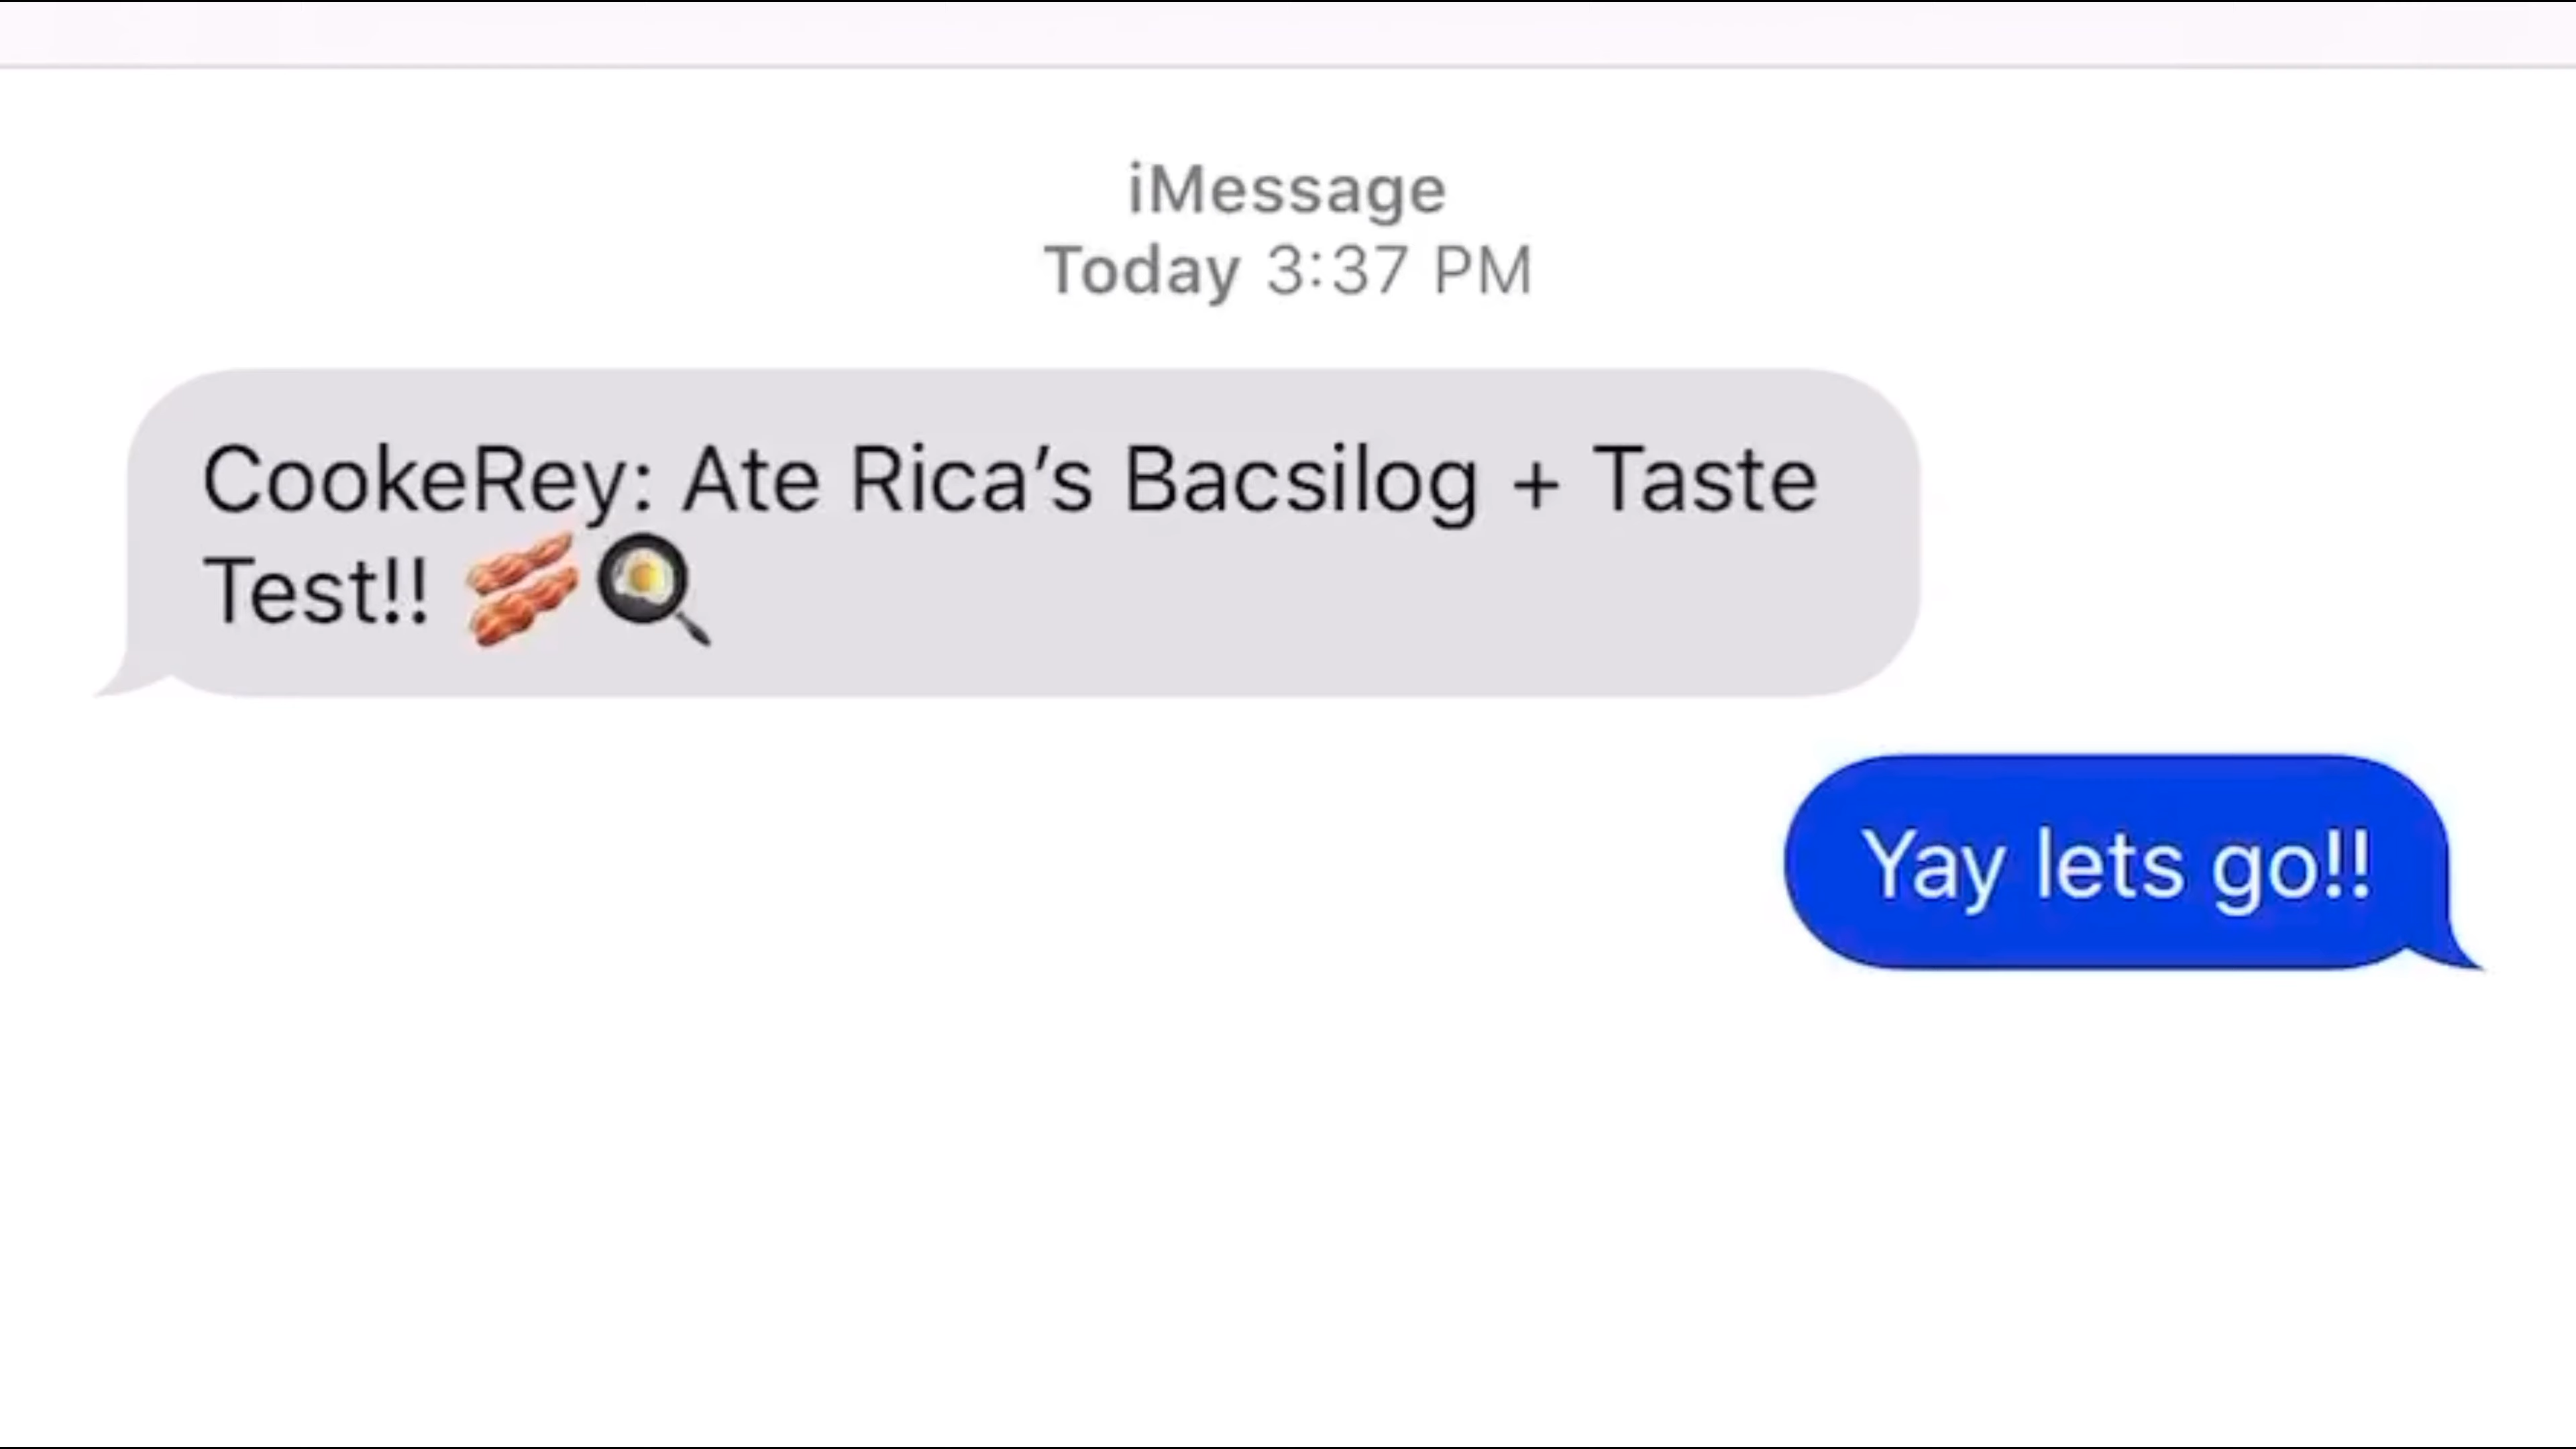 iMessage
Today 3:37 PM
CookeRey: Ate Rica’s Bacsilog + Taste
Test!! 🥓🍳
Yay lets go!!